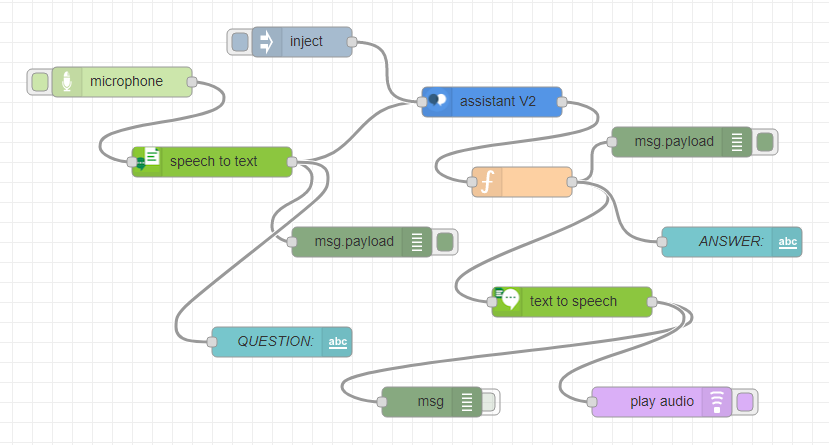 inject
microphone
assistant V2
msg.payload
speech to text
f
msg.payload
ANSWER:
abc
text to speech
QUESTION:
abc
msg
play audio